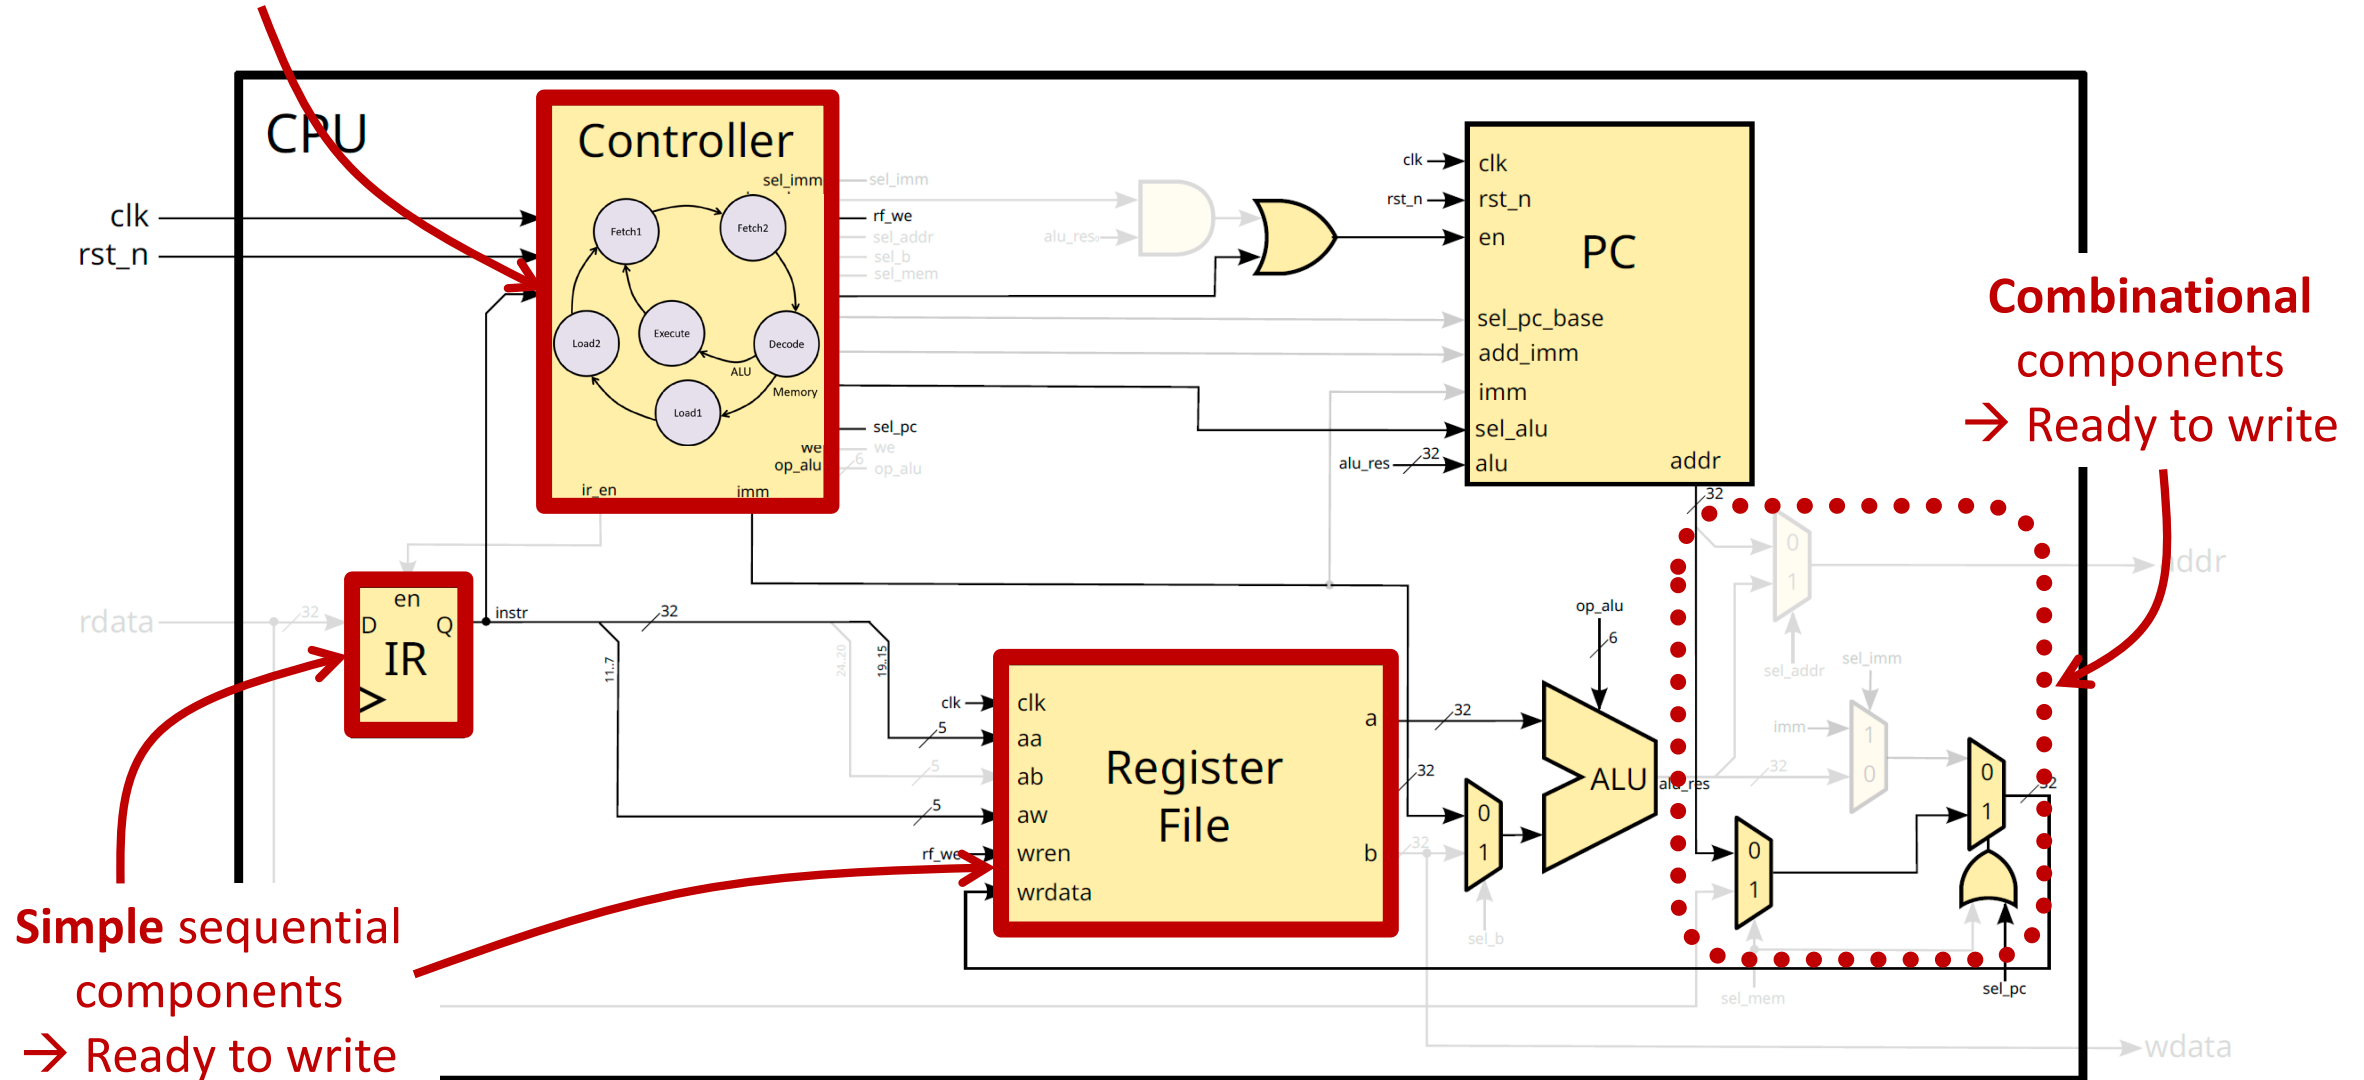 CPU
clk
rst_n
Controller
sel_imm
Fetch1
Fetch2
Load2
Execute
Decode
ALU
Memory
Load1
we
op_alu
ir_en
imm
sel_imm
rf_we
sel_addr
sel_b
sel_mem
sel_pc
we
6
op_alu
alu_res
clk
rst_n
alu_res
32
clk
rst_n
en
PC
sel_pc_base
add_imm
imm
sel_alu
alu
addr
32
Combinational
components
→ Ready to write
rdata
32
en
D
Q
IR
instr
32
11..7
24..20
19..15
clk
5
5
5
rf_we
clk
aa
ab
aw
wren
wrdata
Register
File
a
b
32
32
32
0
1
sel_b
op_alu
6
ALU
alu_res
32
0
1
sel_addr
addr
sel_imm
imm
1
0
0
1
32
0
1
sel_mem
sel_pc
wdata
Simple sequential
components
→ Ready to write